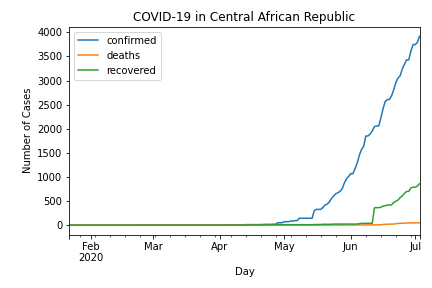 COVID-19 in Central African Republic
confirmed
deaths
recovered
Number of Cases
4000
3500
3000
2500
2000
1500
1000
500
0
Feb
2020
Mar
Apr
May
Jun
Jul
Day